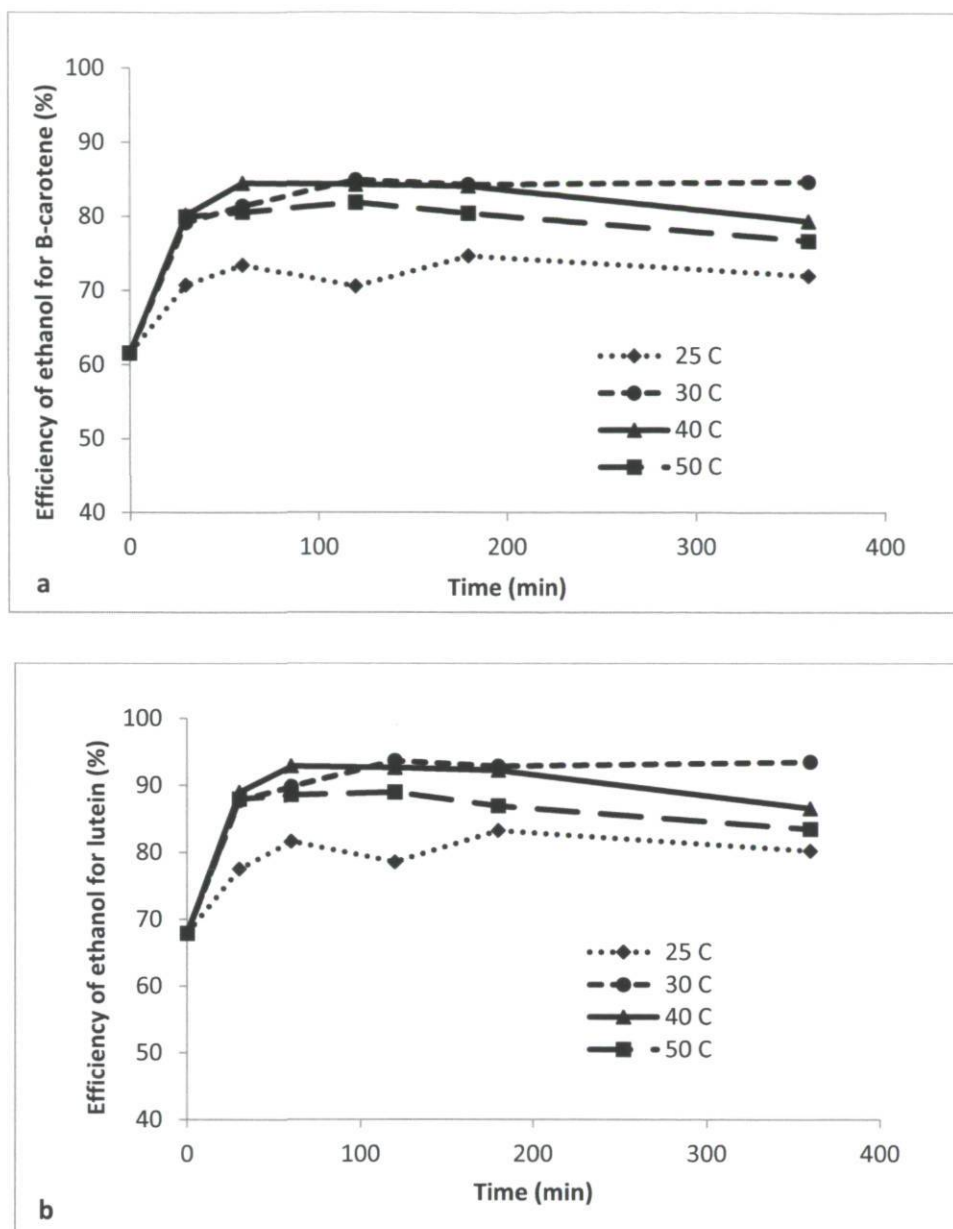 Efficiency of ethanol for B-carotene (%)
100
90
80
70
60
50
40
0 100 200 300 400
Time (min)
25 C
30 C
40 C
50 C
a
Efficiency of ethanol for lutein (%)
100
90
80
70
60
50
40
0 100 200 300 400
Time (min)
25 C
30 C
40 C
50 C
b